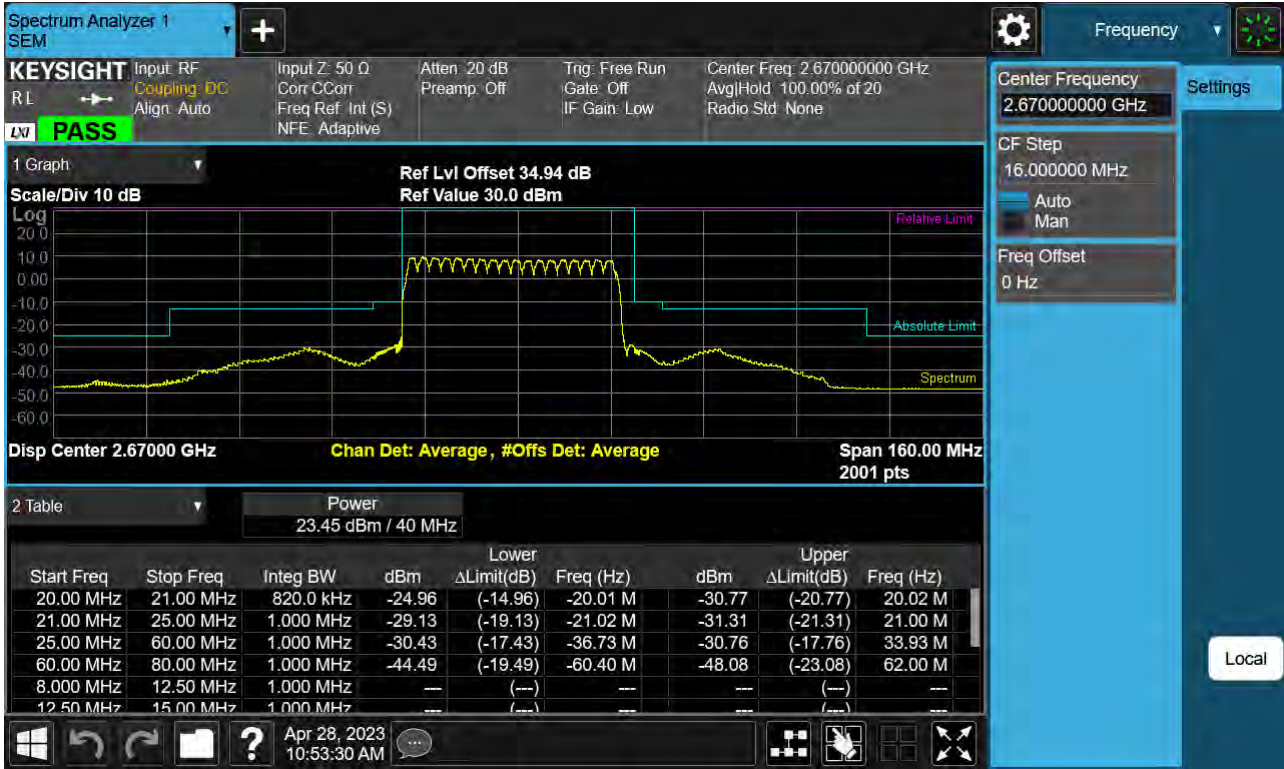 Spectrum Analyzer 1
SEM
+
Frequency
KEYSIGHT
R L
LXI
PASS
Input: RF
Coupling: DC
Align: Auto
Input Z: 50 Ω
Corr CCorr
Freq Ref: Int (S)
NFE: Adaptive
Atten: 20 dB
Preamp: Off
Trig: Free Run
Gate: Off
IF Gain: Low
Center Freq: 2.670000000 GHz
Avg|Hold: 100.00% of 20
Radio Std: None
Center Frequency
2.670000000 GHz
Settings
CF Step
16.000000 MHz
Auto
Man
Freq Offset
0 Hz
Local
1 Graph
Scale/Div 10 dB
Ref Lvl Offset 34.94 dB
Ref Value 30.0 dBm
Log
20.0
10.0
0.00
-10.0
-20.0
-30.0
-40.0
-50.0
-60.0
Relative Limit
Absolute Limit
Spectrum
Disp Center 2.67000 GHz Chan Det: Average, #Offs Det: Average Span 160.00 MHz
2001 pts
2 Table
Power
23.45 dBm / 40 MHz
Lower Upper
Start Freq Stop Freq Integ BW dBm ΔLimit(dB) Freq (Hz) dBm ΔLimit(dB) Freq (Hz)
20.00 MHz 21.00 MHz 820.0 kHz -24.96 (-14.96) -20.01 M -30.77 (-20.77) 20.02 M
21.00 MHz 25.00 MHz 1.000 MHz -29.13 (-19.13) -21.02 M -31.31 (-21.31) 21.00 M
25.00 MHz 60.00 MHz 1.000 MHz -30.43 (-17.43) -36.73 M -30.76 (-17.76) 33.93 M
60.00 MHz 80.00 MHz 1.000 MHz -44.49 (-19.49) -60.40 M -48.08 (-23.08) 62.00 M
8.000 MHz 12.50 MHz 1.000 MHz --- (---) --- --- (---) ---
12.50 MHz 15.00 MHz 1.000 MHz --- (---) --- --- (---) ---
?
Apr 28, 2023
10:53:30 AM